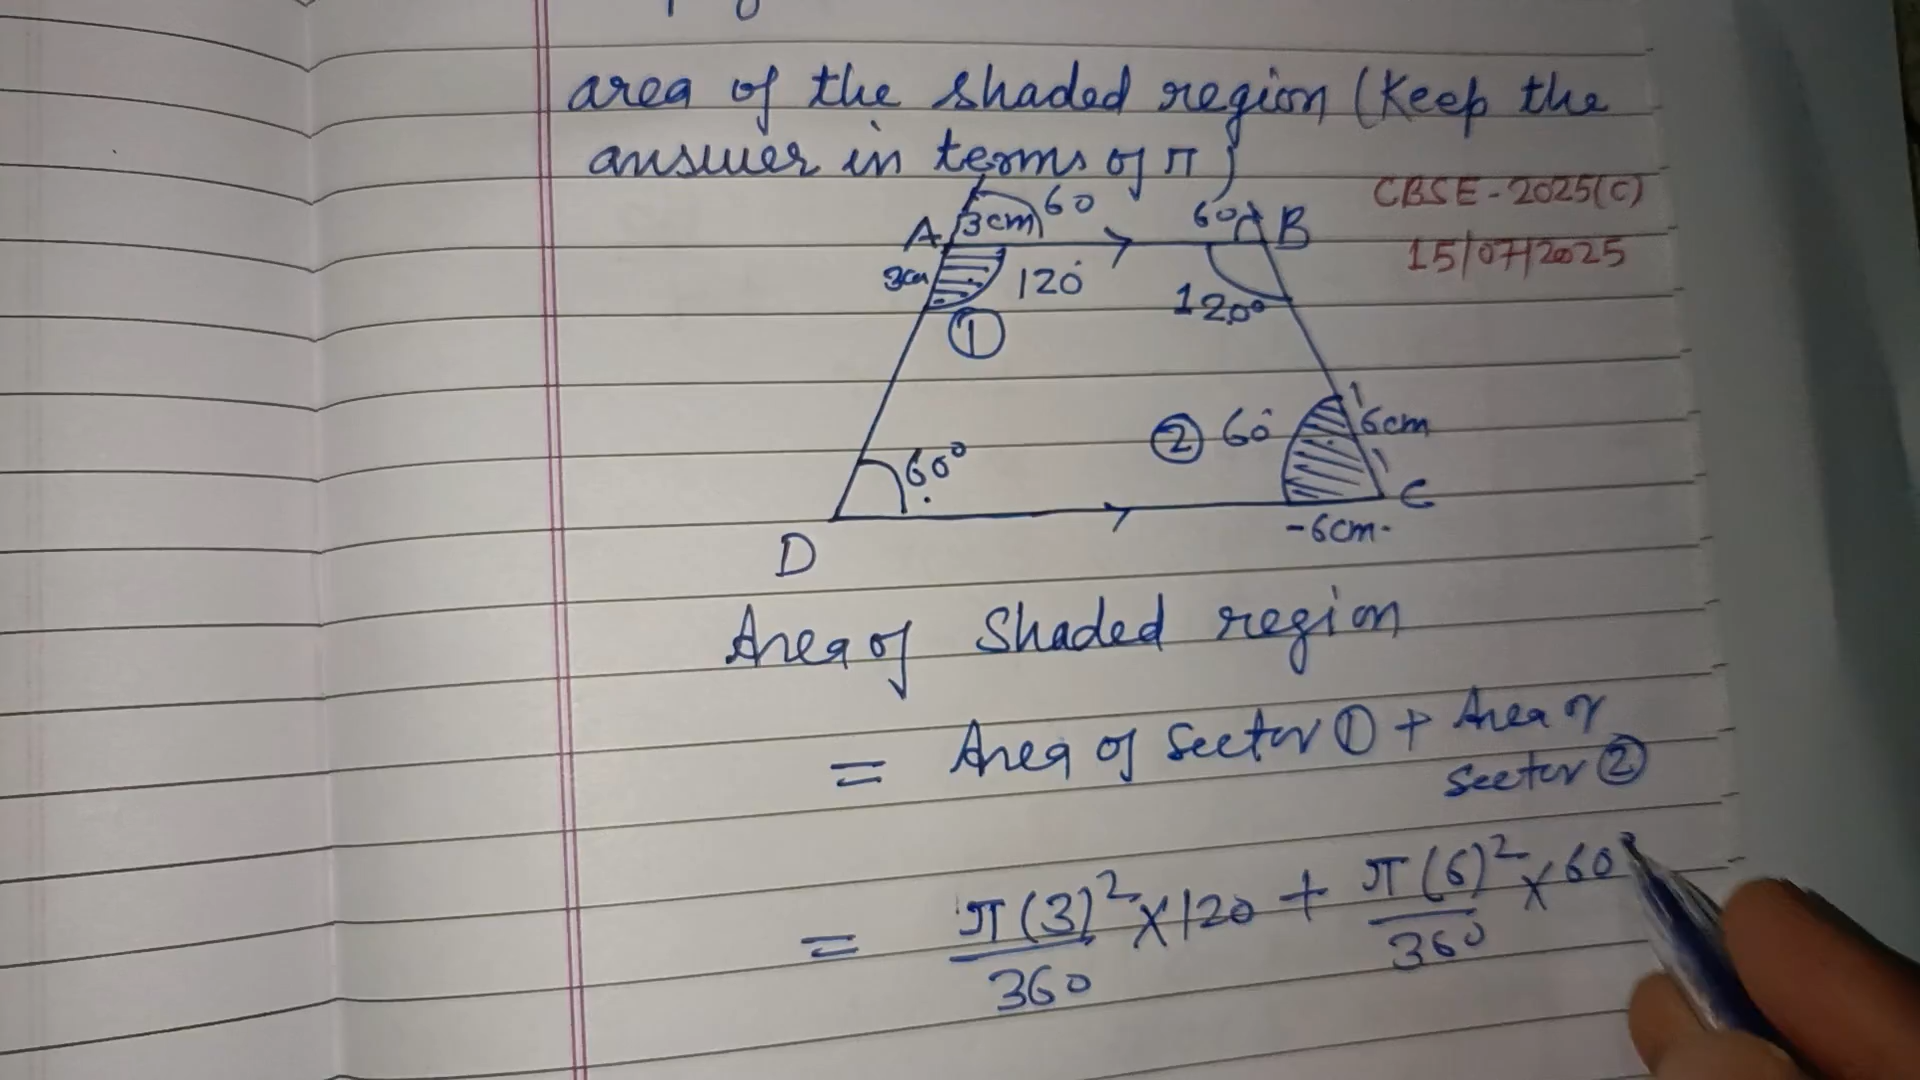 area of the shaded region (Keep the
answer in terms of π)
CBSE-2025(C)
15/07/2025
A 3cm 60 60 B
3cm 120° 120°
①
② 60° 6cm
60° C
-6cm-
D
Area of Shaded region
= Area of Sector ① + Area of
Sector ②
= π(3)²/360 × 120 + π(6)²/360 × 60